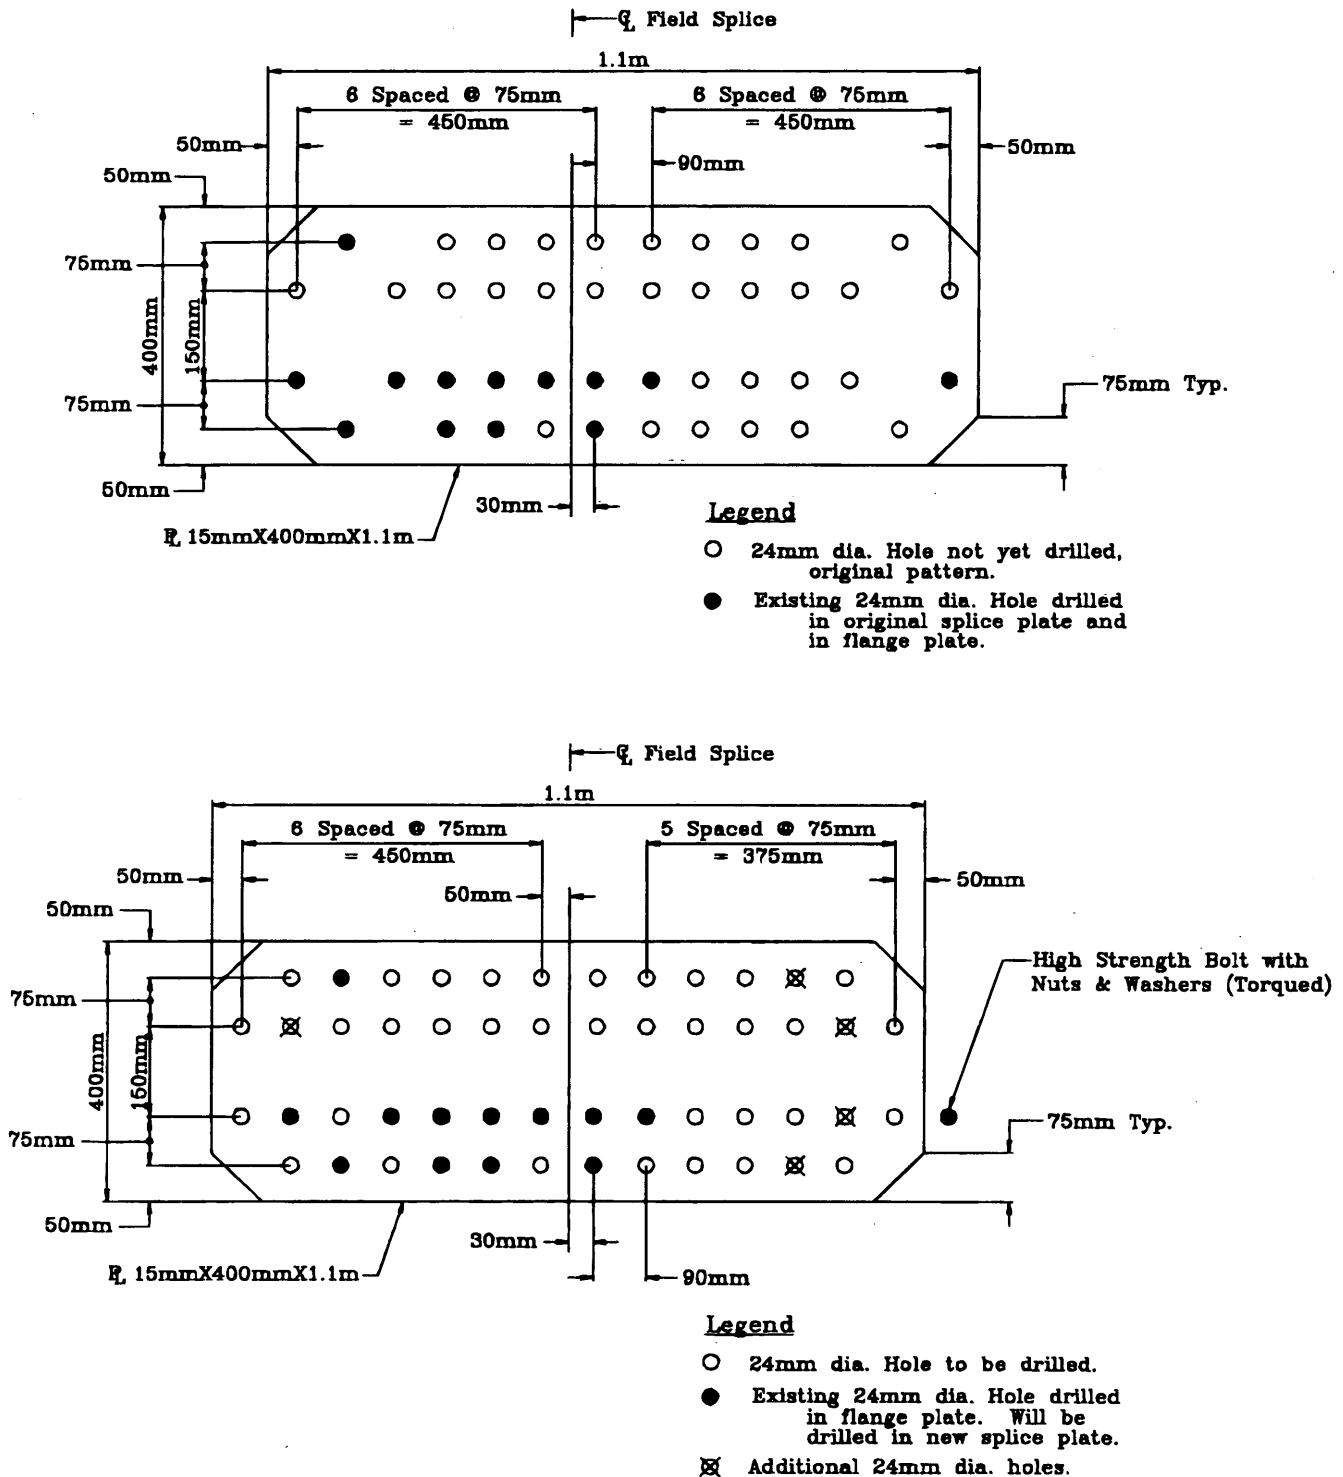 ℄ Field Splice
1.1m
6 Spaced @ 75mm
= 450mm
6 Spaced @ 75mm
= 450mm
50mm
90mm
50mm
50mm
75mm
400mm
150mm
75mm
50mm
75mm Typ.
30mm
℄ 15mmX400mmX1.1m
Legend
24mm dia. Hole not yet drilled,
original pattern.
Existing 24mm dia. Hole drilled
in original splice plate and
in flange plate.
℄ Field Splice
1.1m
6 Spaced @ 75mm
= 450mm
5 Spaced @ 75mm
= 375mm
50mm
50mm
50mm
50mm
High Strength Bolt with
Nuts & Washers (Torqued)
75mm
400mm
150mm
75mm
50mm
75mm Typ.
30mm
90mm
℄ 15mmX400mmX1.1m
Legend
24mm dia. Hole to be drilled.
Existing 24mm dia. Hole drilled
in flange plate. Will be
drilled in new splice plate.
Additional 24mm dia. holes.